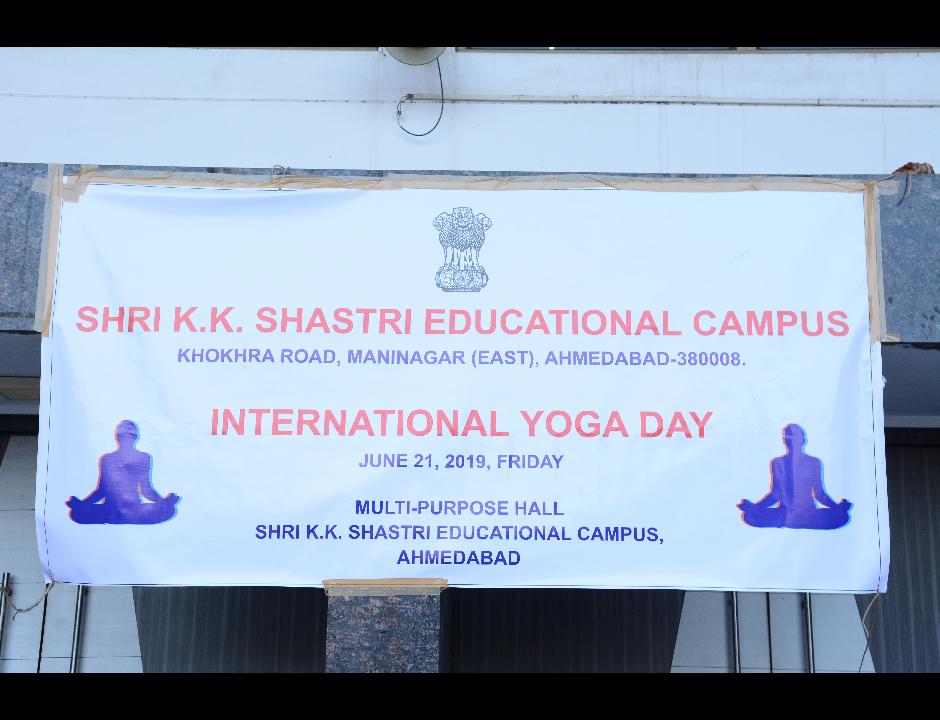 SHRI K.K. SHASTRI EDUCATIONAL CAMPUS
KHOKHRA ROAD, MANINAGAR (EAST), AHMEDABAD-380008.
INTERNATIONAL YOGA DAY
JUNE 21, 2019, FRIDAY
MULTI-PURPOSE HALL
SHRI K.K. SHASTRI EDUCATIONAL CAMPUS,
AHMEDABAD